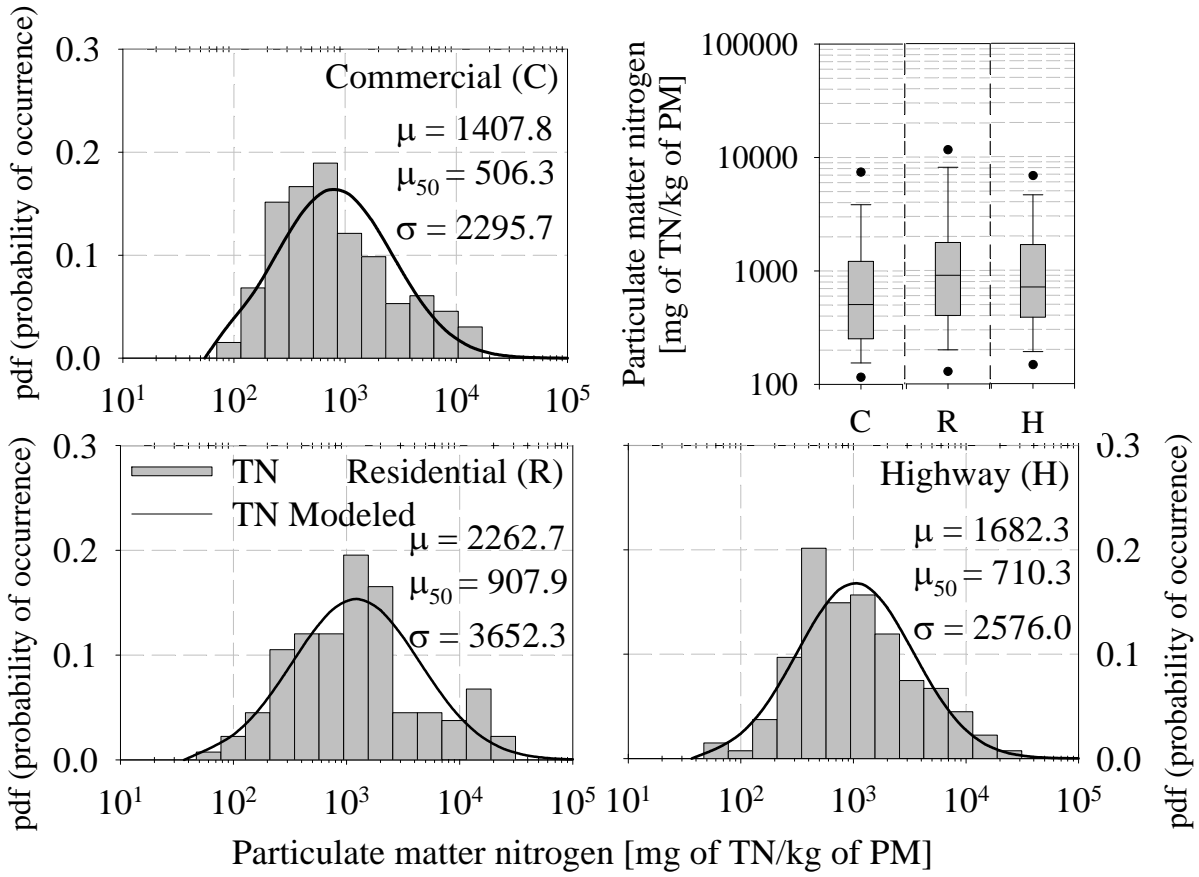 pdf (probability of occurrence)
0.3
0.2
0.1
0.0
Commercial (C)
μ = 1407.8
μ50 = 506.3
σ = 2295.7
10¹ 10² 10³ 10⁴ 10⁵
Particulate matter nitrogen
[mg of TN/kg of PM]
100000
10000
1000
100
C R H
pdf (probability of occurrence)
0.3
0.2
0.1
0.0
TN
TN Modeled
Residential (R)
μ = 2262.7
μ50 = 907.9
σ = 3652.3
10¹ 10² 10³ 10⁴ 10⁵
Highway (H)
μ = 1682.3
μ50 = 710.3
σ = 2576.0
0.3
0.2
0.1
0.0
pdf (probability of occurrence)
10¹ 10² 10³ 10⁴ 10⁵
Particulate matter nitrogen [mg of TN/kg of PM]